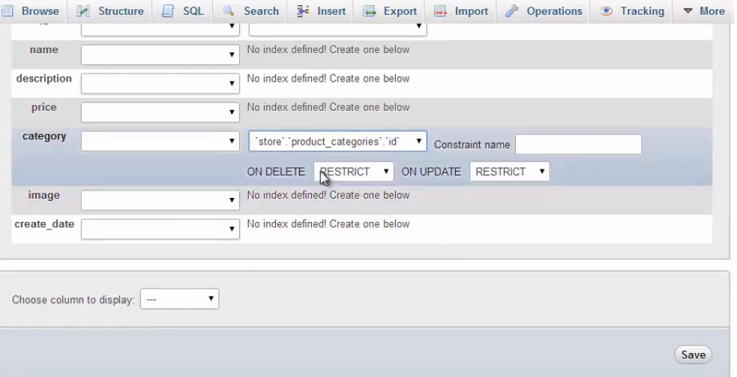 Browse Structure SQL Search Insert Export Import Operations Tracking More
name No index defined! Create one below
description No index defined! Create one below
price No index defined! Create one below
category `store`.`product_categories`.`id` Constraint name
ON DELETE RESTRICT ON UPDATE RESTRICT
image No index defined! Create one below
create_date No index defined! Create one below
Choose column to display: ---
Save